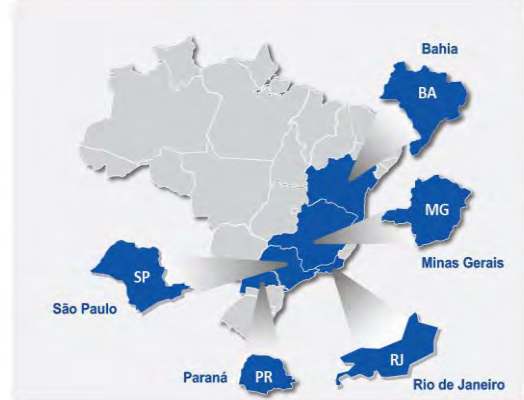 Bahia
BA
MG
Minas Gerais
SP
São Paulo
Paraná
PR
RJ
Rio de Janeiro